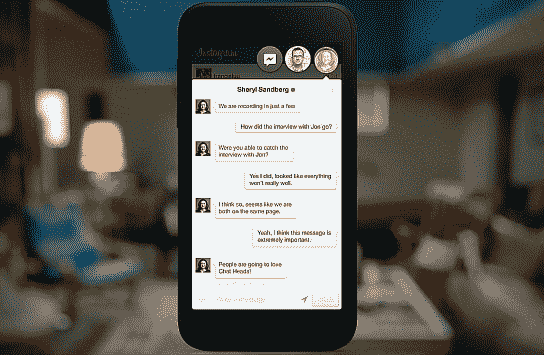 Instagram
Sheryl Sandberg
We are recording in just a few
How did the interview with Jon go?
Were you able to catch the
interview with Jon?
Yes I did, looked like everything
won't really well.
I think so, seems like we are
both on the same page.
Yeah, I think this message is
extremely important.
People are going to love
Chat Heads!